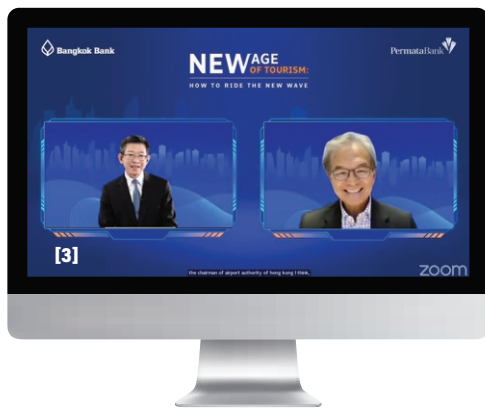 Bangkok Bank
PermataBank
NEW AGE
OF TOURISM:
HOW TO RIDE THE NEW WAVE
[3]
the chairman of airport authority of hong kong I think,
zoom